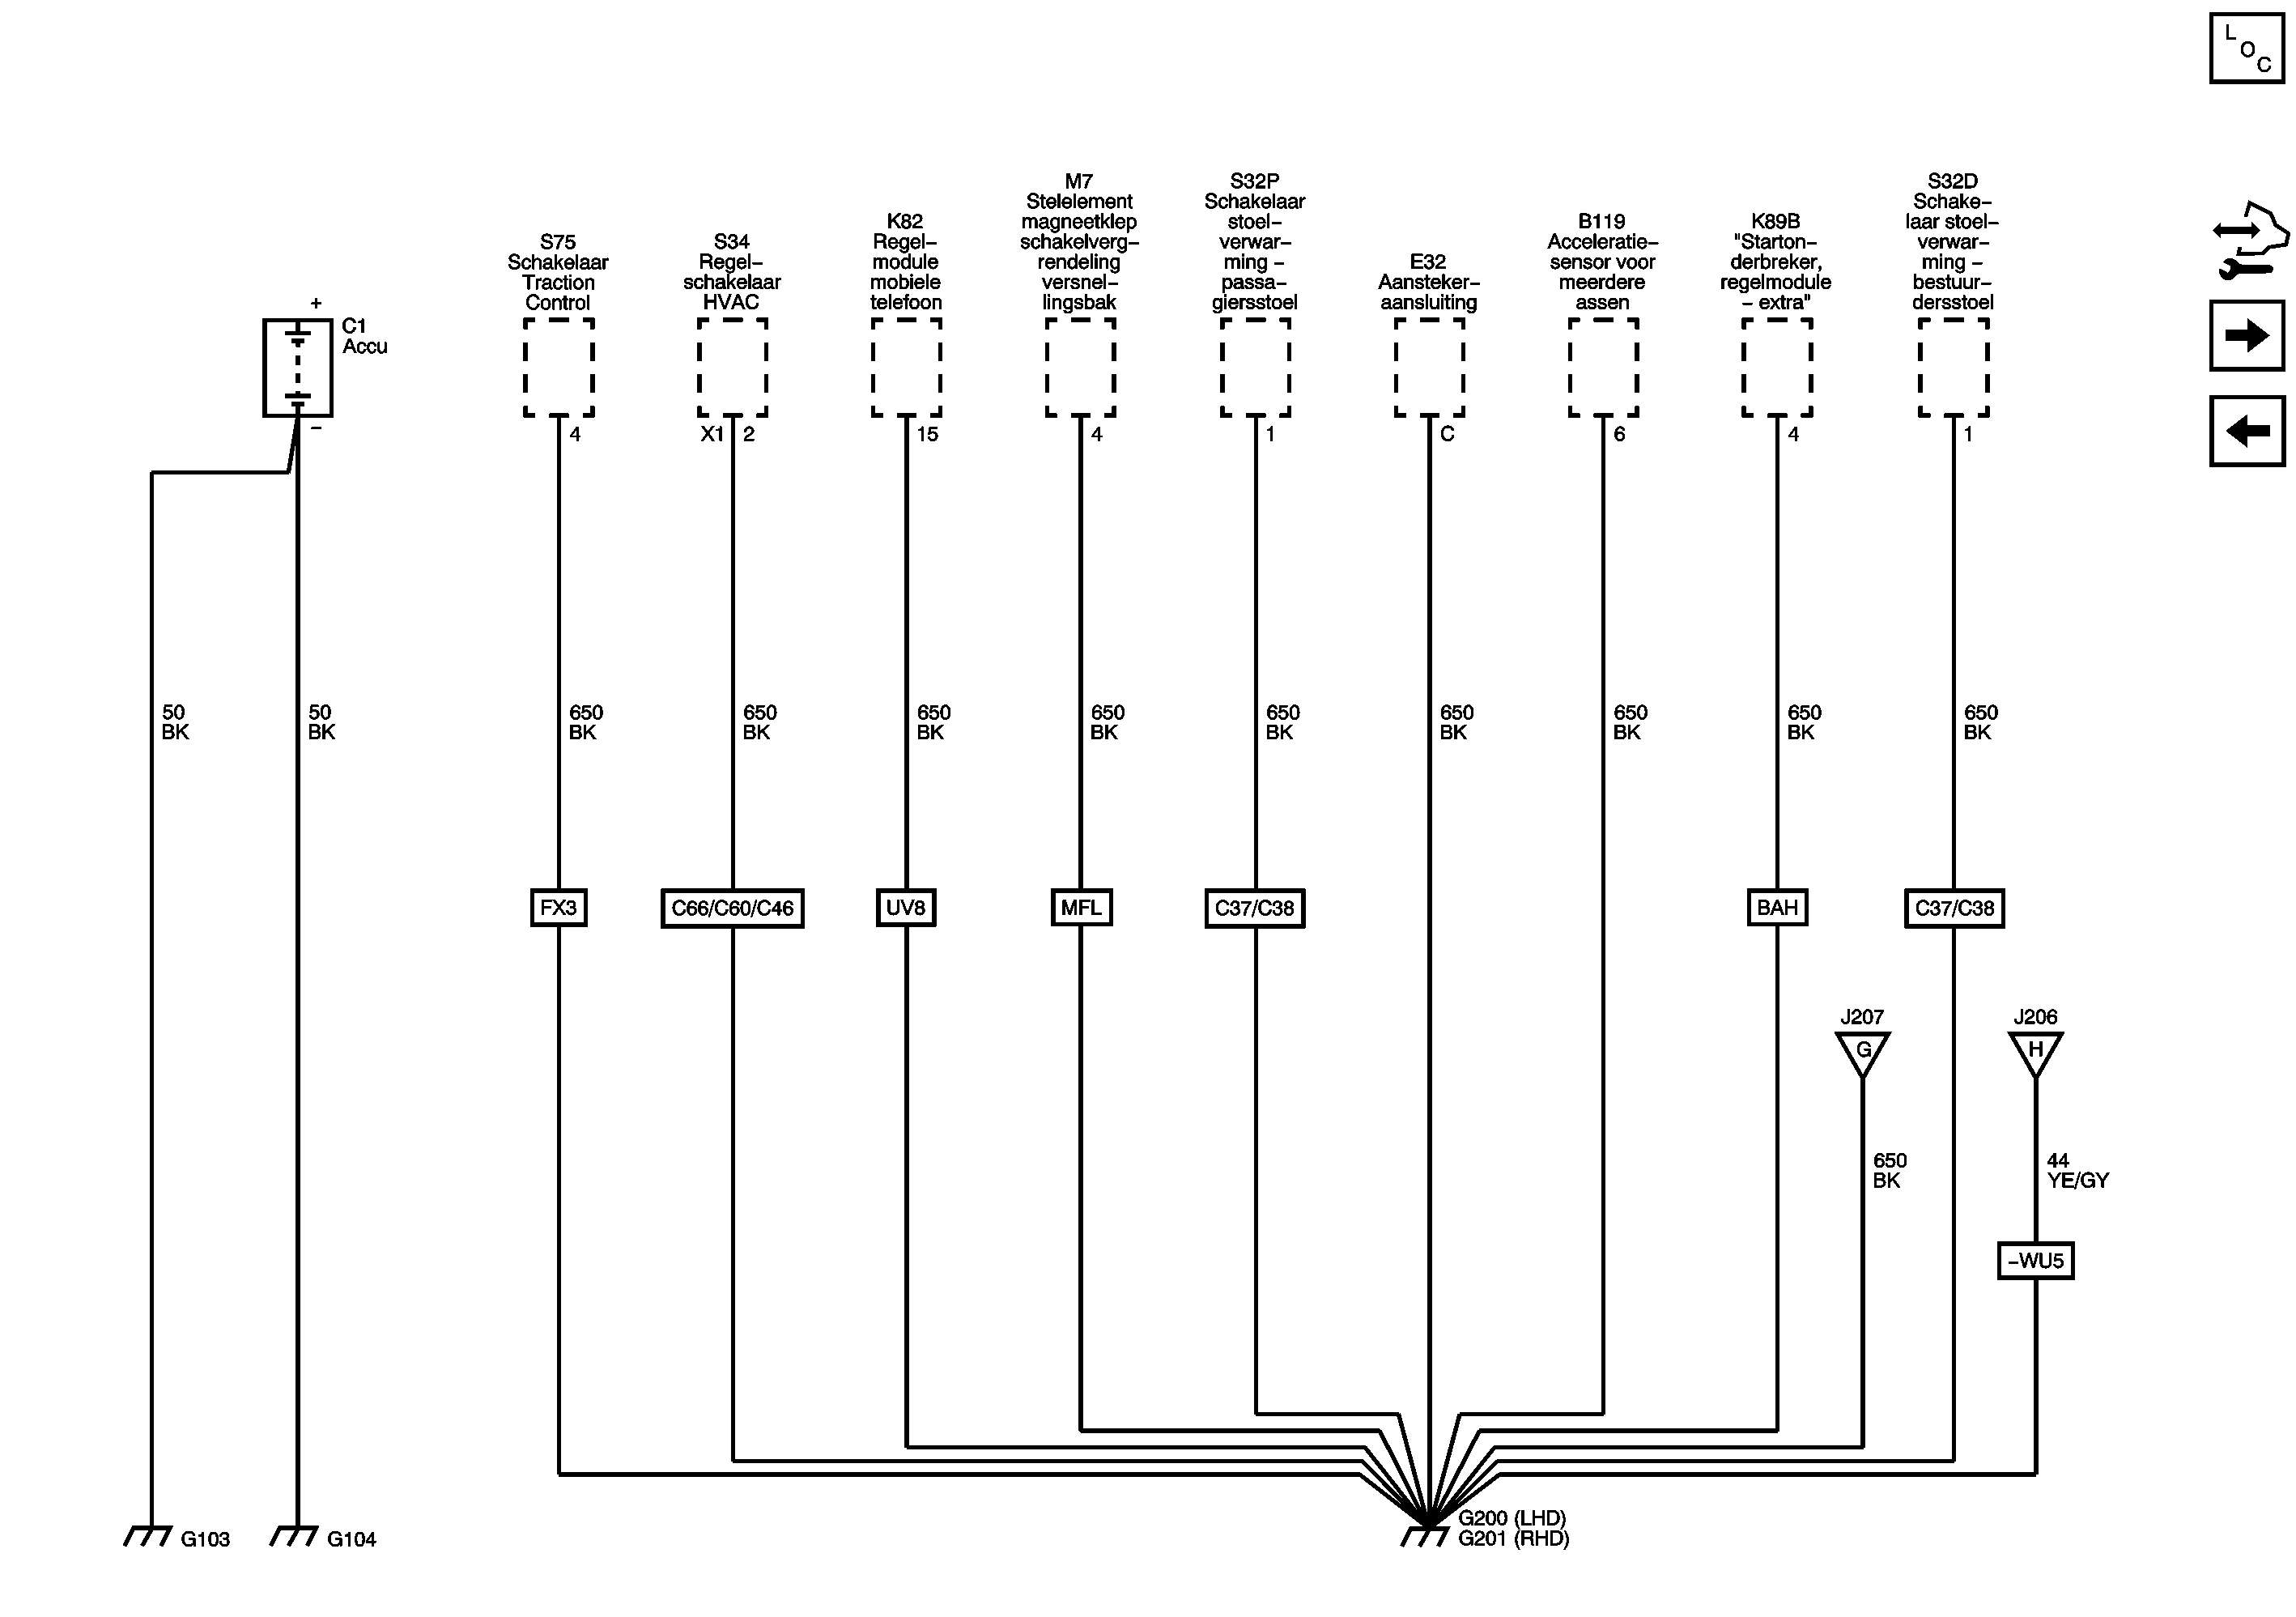 L
O
C
M7
Stelelement
magneetklep
schakelverg–
rendeling
versnel–
lingsbak
S32P
Schakelaar
stoel–
verwar–
ming –
passa–
giersstoel
S32D
Schake–
laar stoel–
verwar–
ming –
bestuur–
dersstoel
K82
Regel–
module
mobiele
telefoon
B119
Acceleratie–
sensor voor
meerdere
assen
K89B
"Starton–
derbreker,
regelmodule
– extra"
S75
Schakelaar
Traction
Control
S34
Regel–
schakelaar
HVAC
E32
Aansteker–
aansluiting
+
C1
Accu
–
4
X1 2
15
4
1
C
6
4
1
50
BK
50
BK
650
BK
650
BK
650
BK
650
BK
650
BK
650
BK
650
BK
650
BK
650
BK
FX3
C66/C60/C46
UV8
MFL
C37/C38
BAH
C37/C38
J207
G
J206
H
650
BK
44
YE/GY
–WU5
G103
G104
G200 (LHD)
G201 (RHD)